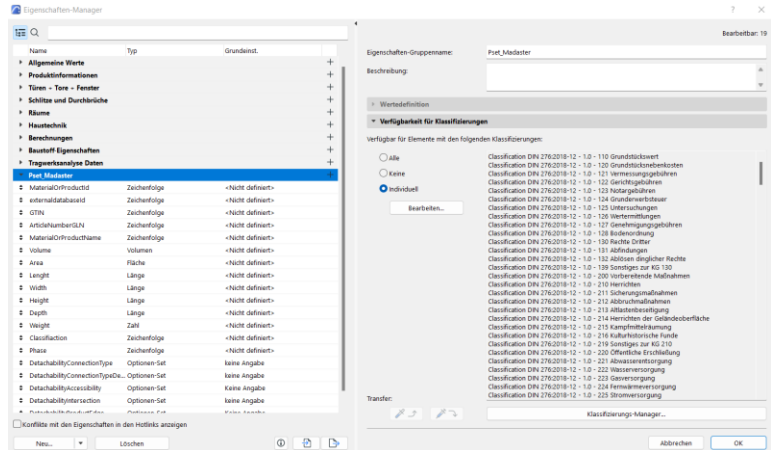 Eigenschaften-Manager
Bearbeitbar: 19
Name Typ Grundeinst.
Allgemeine Werte
Produktinformationen
Türen - Tore - Fenster
Schlitze und Durchbrüche
Räume
Haustechnik
Berechnungen
Baustoff-Eigenschaften
Tragwerksanalyse Daten
Pset_Madaster
MaterialOrProductId Zeichenfolge <Nicht definiert>
externaldatabaseId Zeichenfolge <Nicht definiert>
GTIN Zeichenfolge <Nicht definiert>
ArticleNumberGLN Zeichenfolge <Nicht definiert>
MaterialOrProductName Zeichenfolge <Nicht definiert>
Volume Volumen <Nicht definiert>
Area Fläche <Nicht definiert>
Lenght Länge <Nicht definiert>
Width Länge <Nicht definiert>
Height Länge <Nicht definiert>
Depth Länge <Nicht definiert>
Weight Zahl <Nicht definiert>
Classifiaction Zeichenfolge <Nicht definiert>
Phase Zeichenfolge <Nicht definiert>
DetachabilityConnectionType Optionen-Set keine Angabe
DetachabilityConnectionTypeDe... Optionen-Set keine Angabe
DetachabilityAccessibility Optionen-Set Keine Angabe
DetachabilityIntersection Optionen-Set keine Angabe
DetachabilityProductEdge Optionen-Set keine Angabe
Konflikte mit den Eigenschaften in den Hotlinks anzeigen
Neu... Löschen
Eigenschaften-Gruppenname: Pset_Madaster
Beschreibung:
Wertedefinition
Verfügbarkeit für Klassifizierungen
Verfügbar für Elemente mit den folgenden Klassifizierungen:
Alle
Keine
Individuell
Bearbeiten...
Classification DIN 276:2018-12 - 1.0 - 110 Grundstückswert
Classification DIN 276:2018-12 - 1.0 - 120 Grundstücksnebenkosten
Classification DIN 276:2018-12 - 1.0 - 121 Vermessungsgebühren
Classification DIN 276:2018-12 - 1.0 - 122 Gerichtsgebühren
Classification DIN 276:2018-12 - 1.0 - 123 Notargebühren
Classification DIN 276:2018-12 - 1.0 - 124 Grunderwerbsteuer
Classification DIN 276:2018-12 - 1.0 - 125 Untersuchungen
Classification DIN 276:2018-12 - 1.0 - 126 Wertermittlungen
Classification DIN 276:2018-12 - 1.0 - 127 Genehmigungsgebühren
Classification DIN 276:2018-12 - 1.0 - 128 Bodenordnung
Classification DIN 276:2018-12 - 1.0 - 130 Rechte Dritter
Classification DIN 276:2018-12 - 1.0 - 131 Abfindungen
Classification DIN 276:2018-12 - 1.0 - 132 Ablösen dinglicher Rechte
Classification DIN 276:2018-12 - 1.0 - 139 Sonstiges zur KG 130
Classification DIN 276:2018-12 - 1.0 - 200 Vorbereitende Maßnahmen
Classification DIN 276:2018-12 - 1.0 - 210 Herrichten
Classification DIN 276:2018-12 - 1.0 - 211 Sicherungsmaßnahmen
Classification DIN 276:2018-12 - 1.0 - 212 Abbruchmaßnahmen
Classification DIN 276:2018-12 - 1.0 - 213 Altlastenbeseitigung
Classification DIN 276:2018-12 - 1.0 - 214 Herrichten der Geländeoberfläche
Classification DIN 276:2018-12 - 1.0 - 215 Kampfmittelräumung
Classification DIN 276:2018-12 - 1.0 - 216 Kulturhistorische Funde
Classification DIN 276:2018-12 - 1.0 - 219 Sonstiges zur KG 210
Classification DIN 276:2018-12 - 1.0 - 220 Öffentliche Erschließung
Classification DIN 276:2018-12 - 1.0 - 221 Abwasserentsorgung
Classification DIN 276:2018-12 - 1.0 - 222 Wasserversorgung
Classification DIN 276:2018-12 - 1.0 - 223 Gasversorgung
Classification DIN 276:2018-12 - 1.0 - 224 Fernwärmeversorgung
Classification DIN 276:2018-12 - 1.0 - 225 Stromversorgung
Transfer:
Klassifizierungs-Manager...
Abbrechen OK